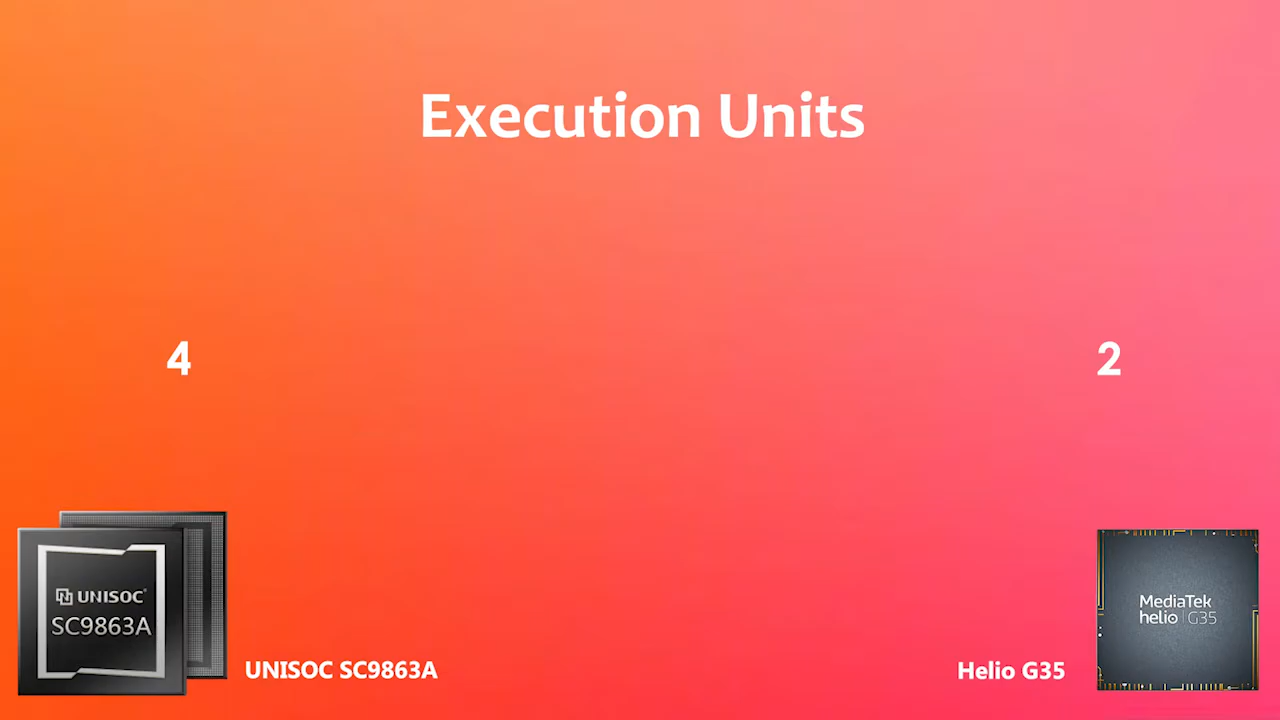 Execution Units
4
2
UNISOC
SC9863A
UNISOC SC9863A
Helio G35
MediaTek
helio | G35